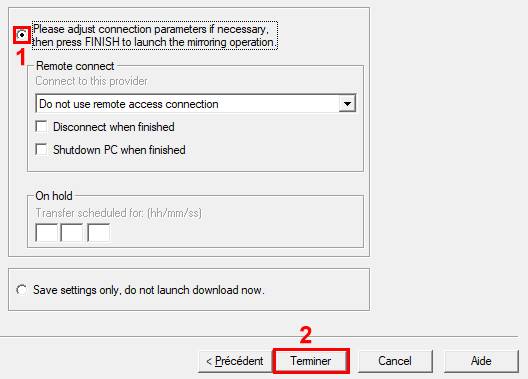 Please adjust connection parameters if necessary,
then press FINISH to launch the mirroring operation.
1
Remote connect
Connect to this provider
Do not use remote access connection
Disconnect when finished
Shutdown PC when finished
On hold
Transfer scheduled for: (hh/mm/ss)
Save settings only, do not launch download now.
2
< Précédent
Terminer
Cancel
Aide